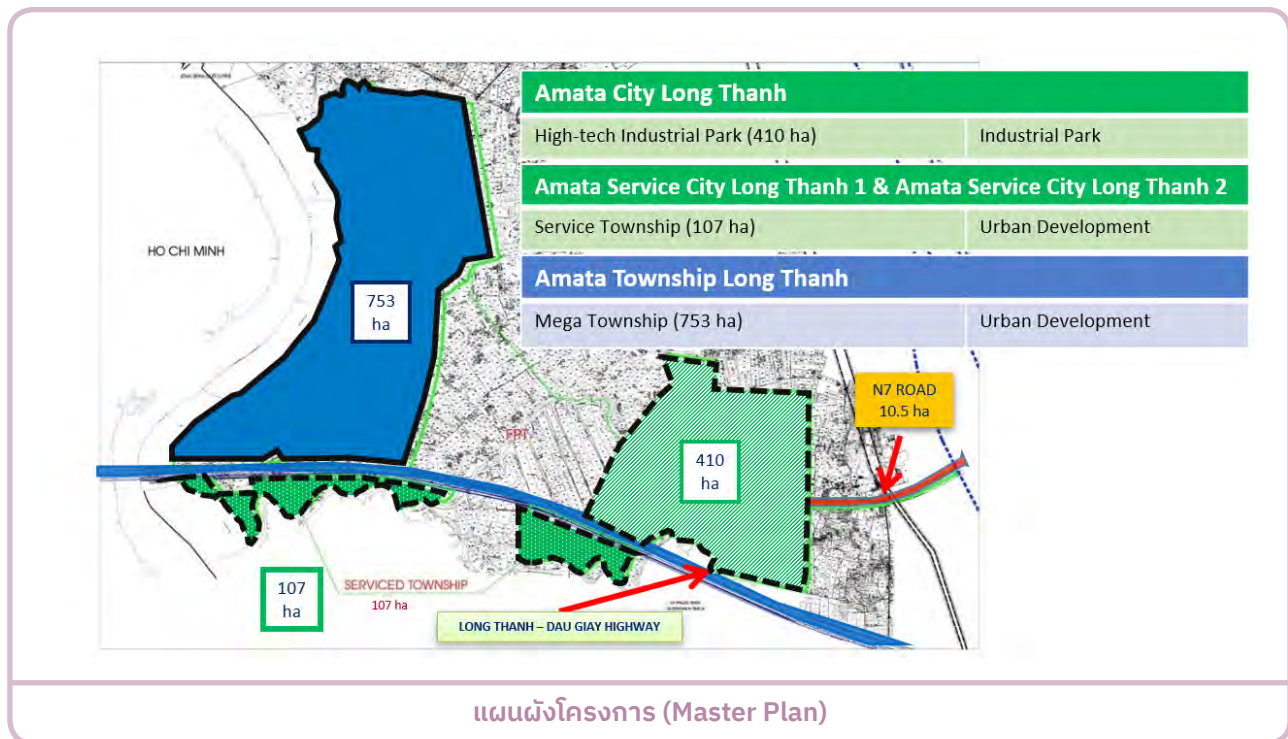 Amata City Long Thanh
High-tech Industrial Park (410 ha)
Industrial Park
Amata Service City Long Thanh 1 & Amata Service City Long Thanh 2
Service Township (107 ha)
Urban Development
Amata Township Long Thanh
Mega Township (753 ha)
Urban Development
HO CHI MINH
753
ha
N7 ROAD
10.5 ha
FPT
410
ha
107
ha
SERVICED TOWNSHIP
107 ha
LONG THANH – DAU GIAY HIGHWAY
แผนผังโครงการ (Master Plan)